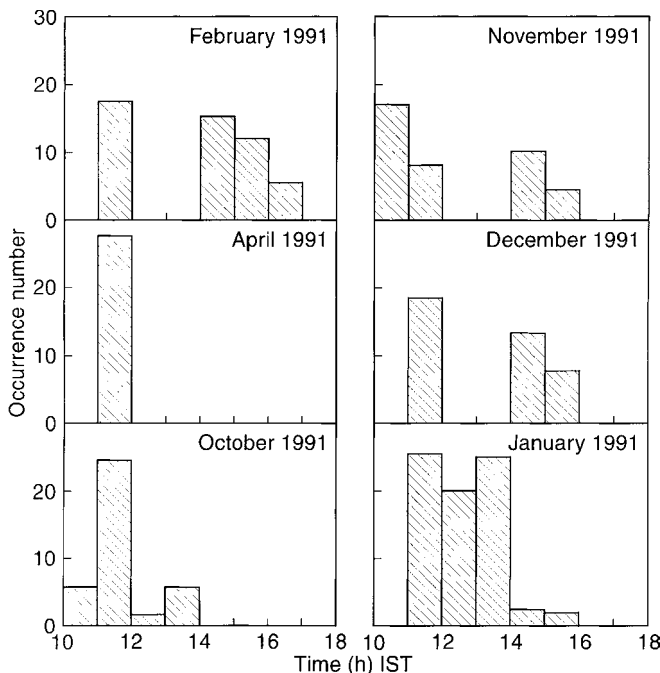 30
20
10
0
February 1991
November 1991
20
10
0
April 1991
December 1991
20
10
0
October 1991
January 1991
10 12 14 16 18
10 12 14 16 18
Occurrence number
Time (h) IST